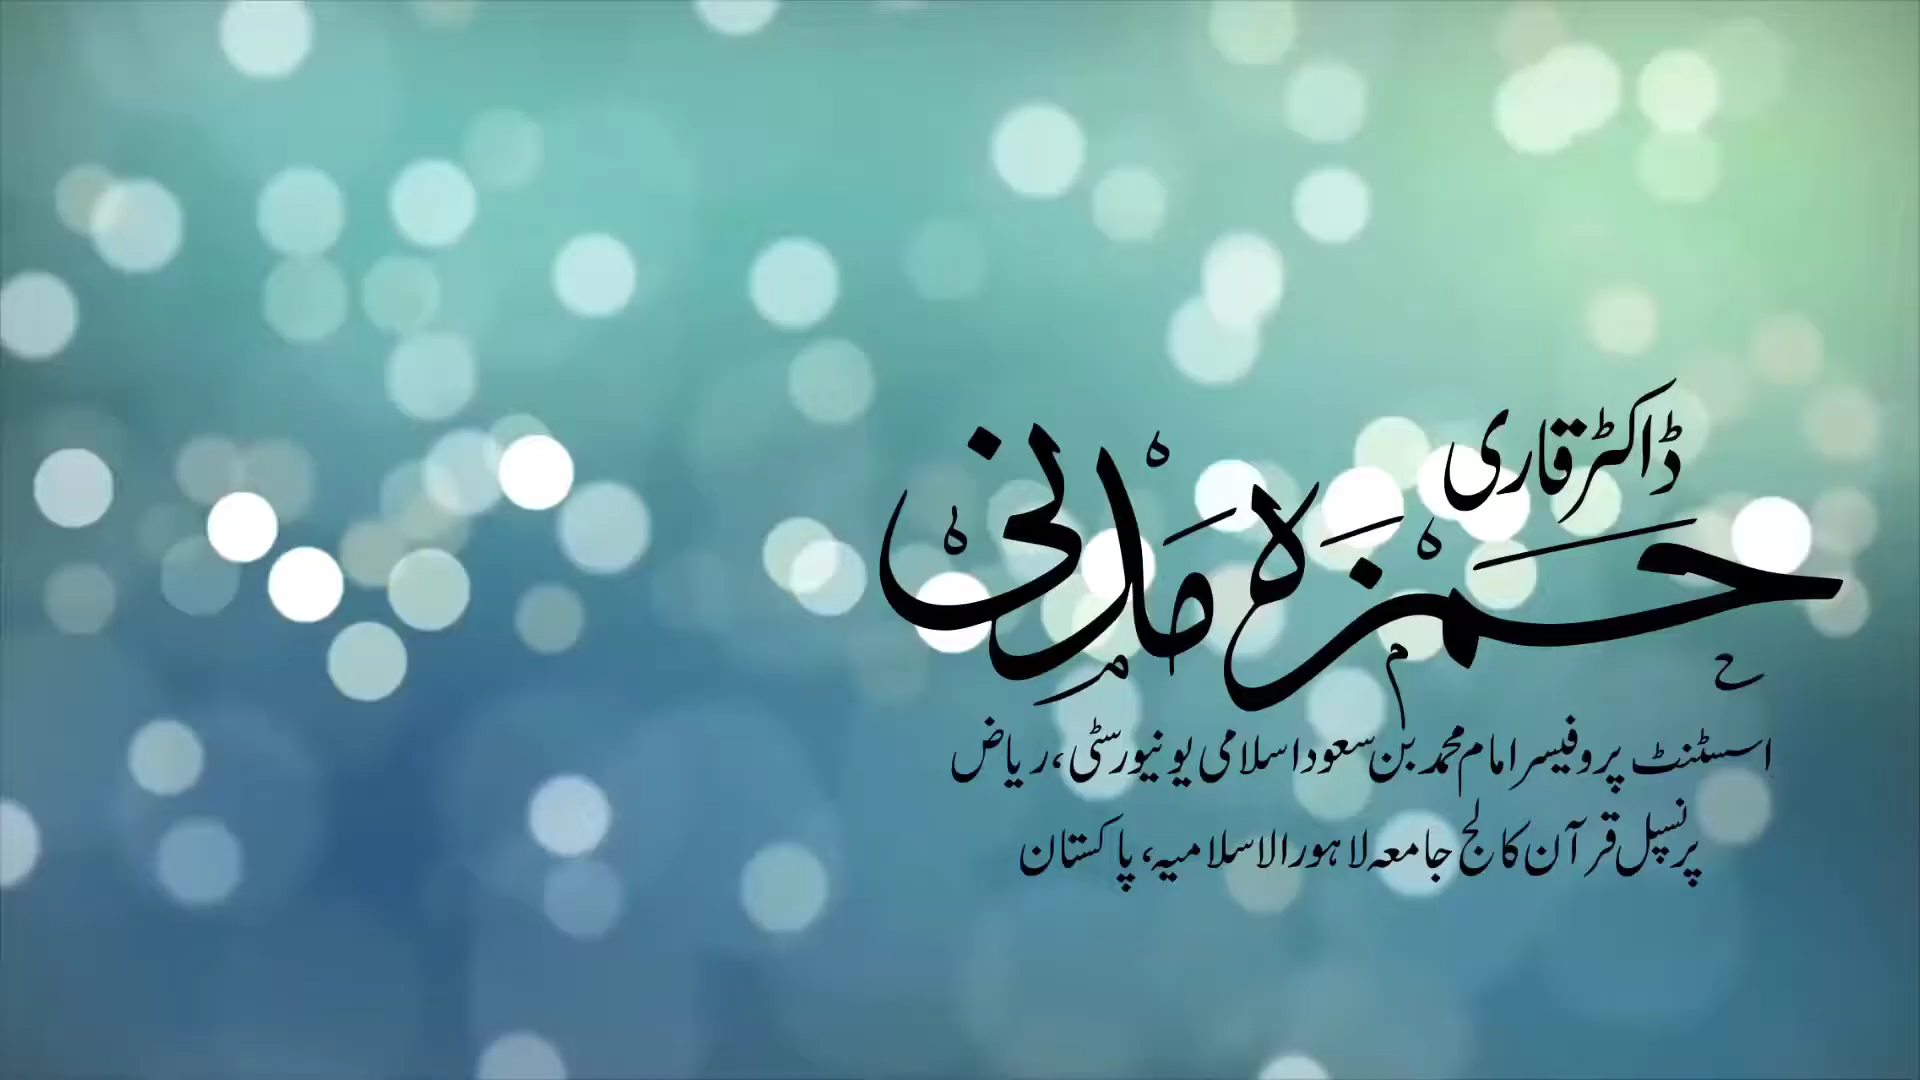 ڈاکٹر قاری
حمزہ مدنی
اسسٹنٹ پروفیسر امام محمد بن سعود اسلامی یونیورسٹی، ریاض
پرنسپل قرآن کالج جامعہ لاہور الاسلامیہ، پاکستان